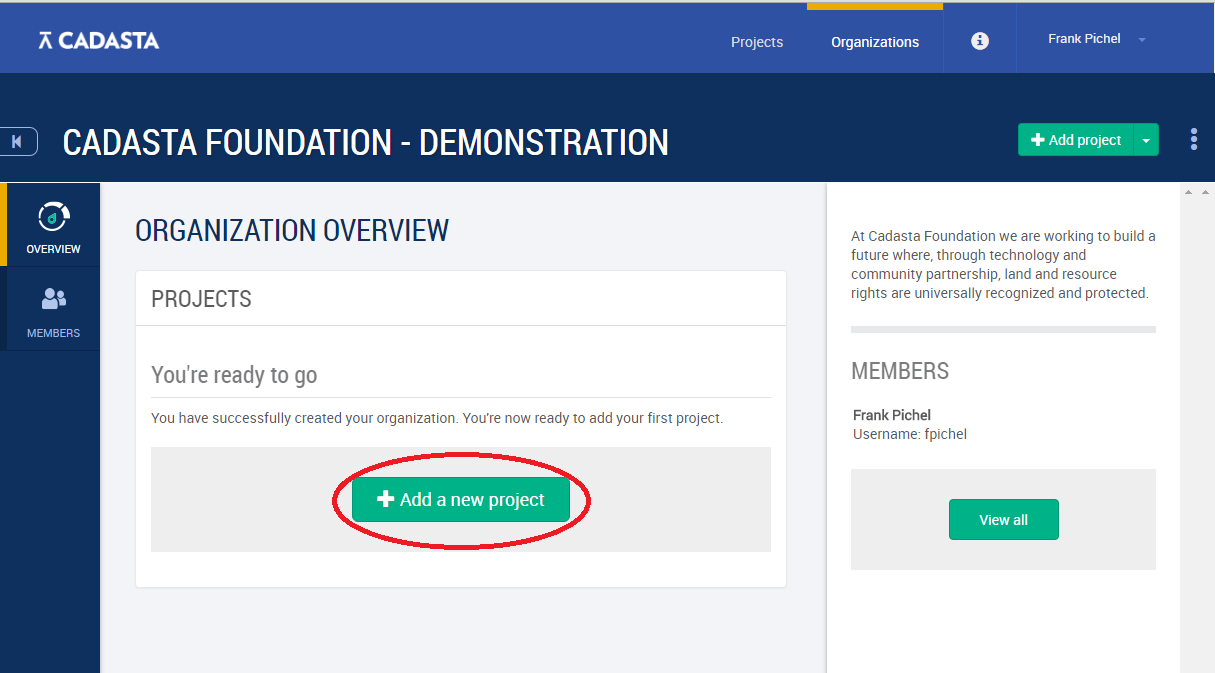 CADASTA
Projects
Organizations
Frank Pichel
CADASTA FOUNDATION - DEMONSTRATION
Add project
OVERVIEW
MEMBERS
ORGANIZATION OVERVIEW
PROJECTS
You're ready to go
You have successfully created your organization. You're now ready to add your first project.
Add a new project
At Cadasta Foundation we are working to build a
future where, through technology and
community partnership, land and resource
rights are universally recognized and protected.
MEMBERS
Frank Pichel
Username: fpichel
View all